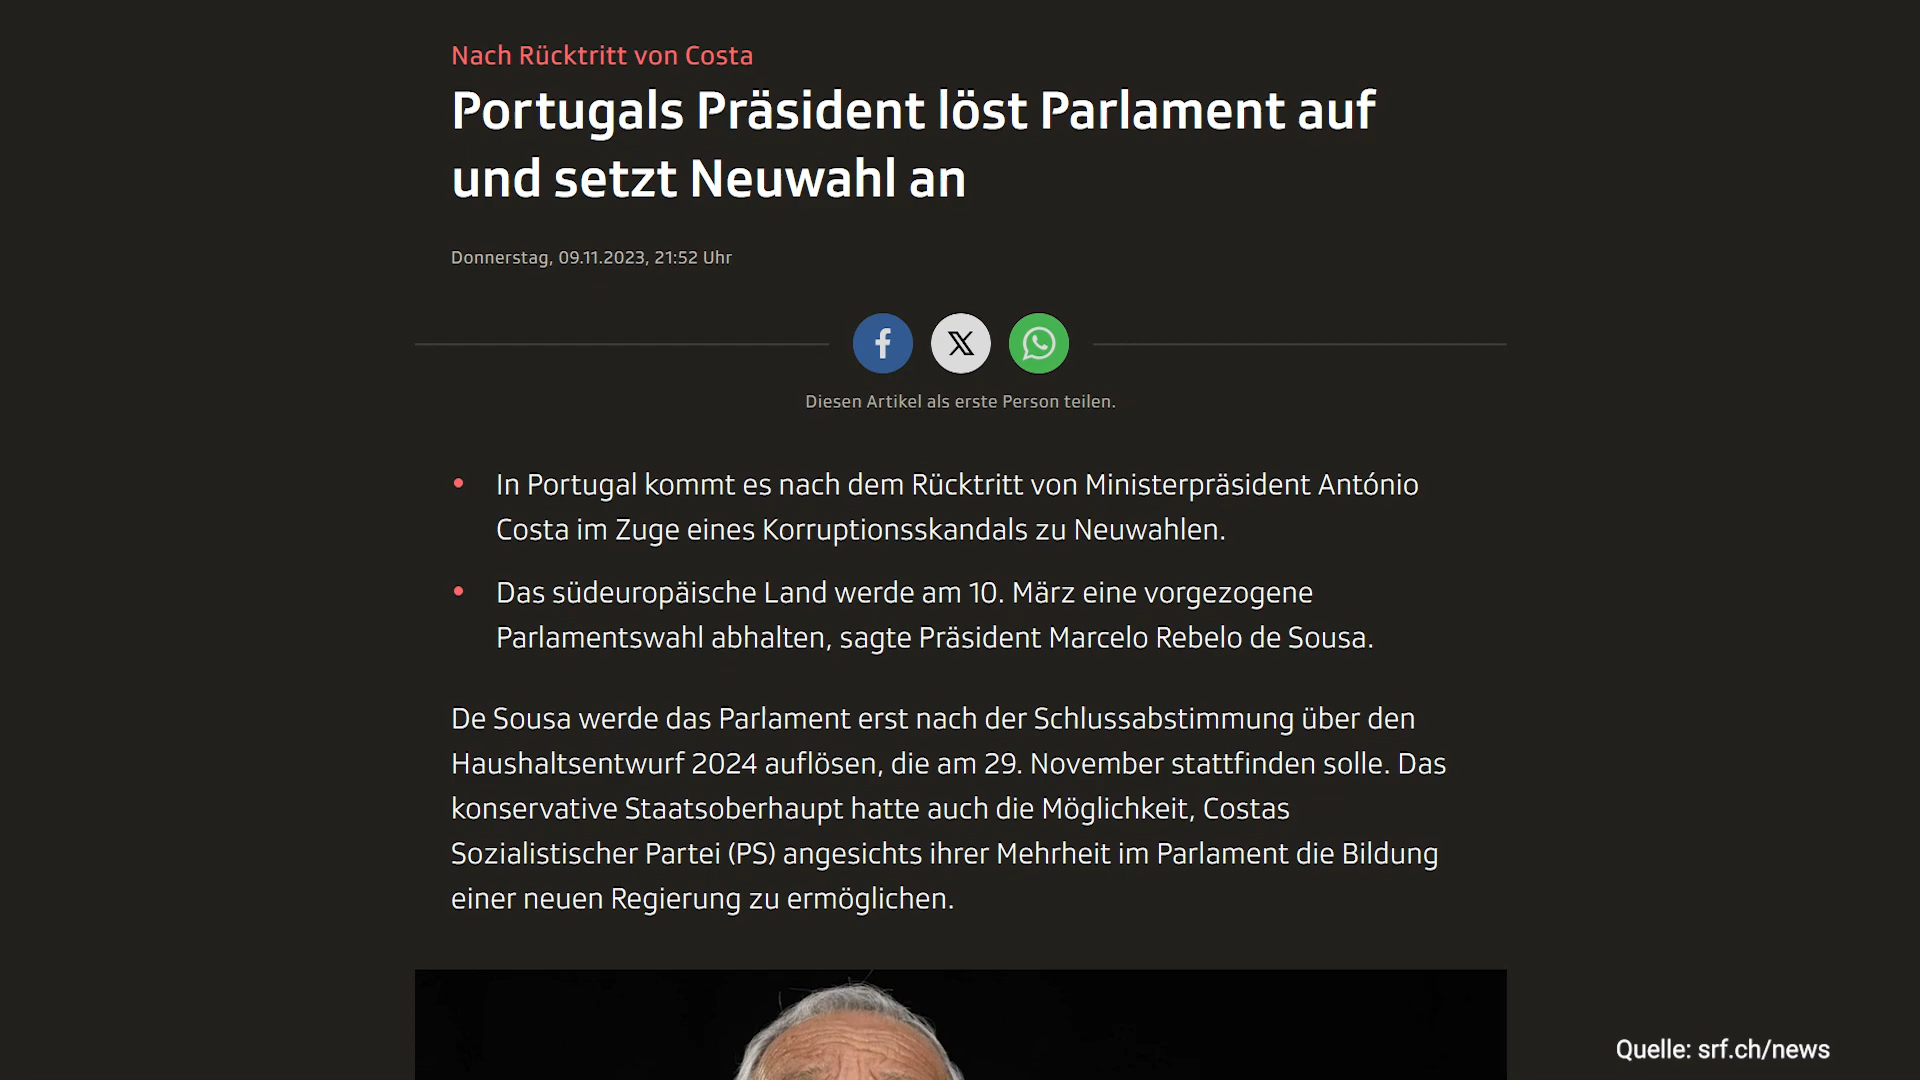 Nach Rücktritt von Costa
Portugals Präsident löst Parlament auf
und setzt Neuwahl an
Donnerstag, 09.11.2023, 21:52 Uhr
Diesen Artikel als erste Person teilen.
In Portugal kommt es nach dem Rücktritt von Ministerpräsident António
Costa im Zuge eines Korruptionsskandals zu Neuwahlen.
Das südeuropäische Land werde am 10. März eine vorgezogene
Parlamentswahl abhalten, sagte Präsident Marcelo Rebelo de Sousa.
De Sousa werde das Parlament erst nach der Schlussabstimmung über den
Haushaltsentwurf 2024 auflösen, die am 29. November stattfinden solle. Das
konservative Staatsoberhaupt hatte auch die Möglichkeit, Costas
Sozialistischer Partei (PS) angesichts ihrer Mehrheit im Parlament die Bildung
einer neuen Regierung zu ermöglichen.
Quelle: srf.ch/news